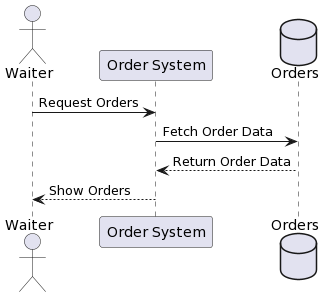 Waiter
Order System
Orders
Request Orders
Fetch Order Data
Return Order Data
Show Orders
Waiter
Order System
Orders